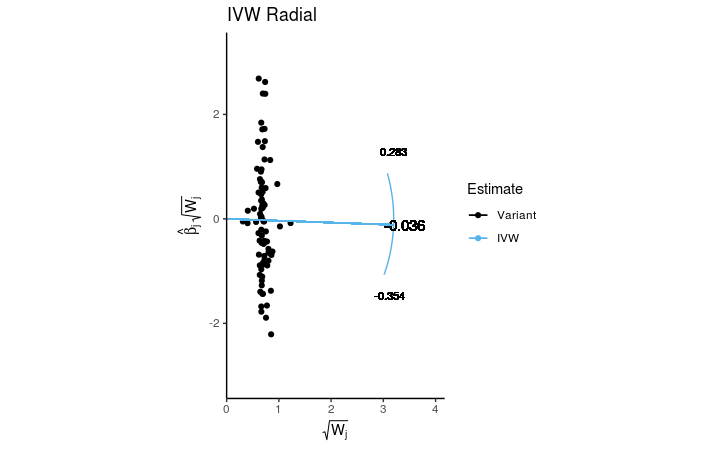 IVW Radial
β̂j√Wj
2
0
-2
0
1
2
3
4
√Wj
0.283
-0.036
-0.354
Estimate
Variant
IVW